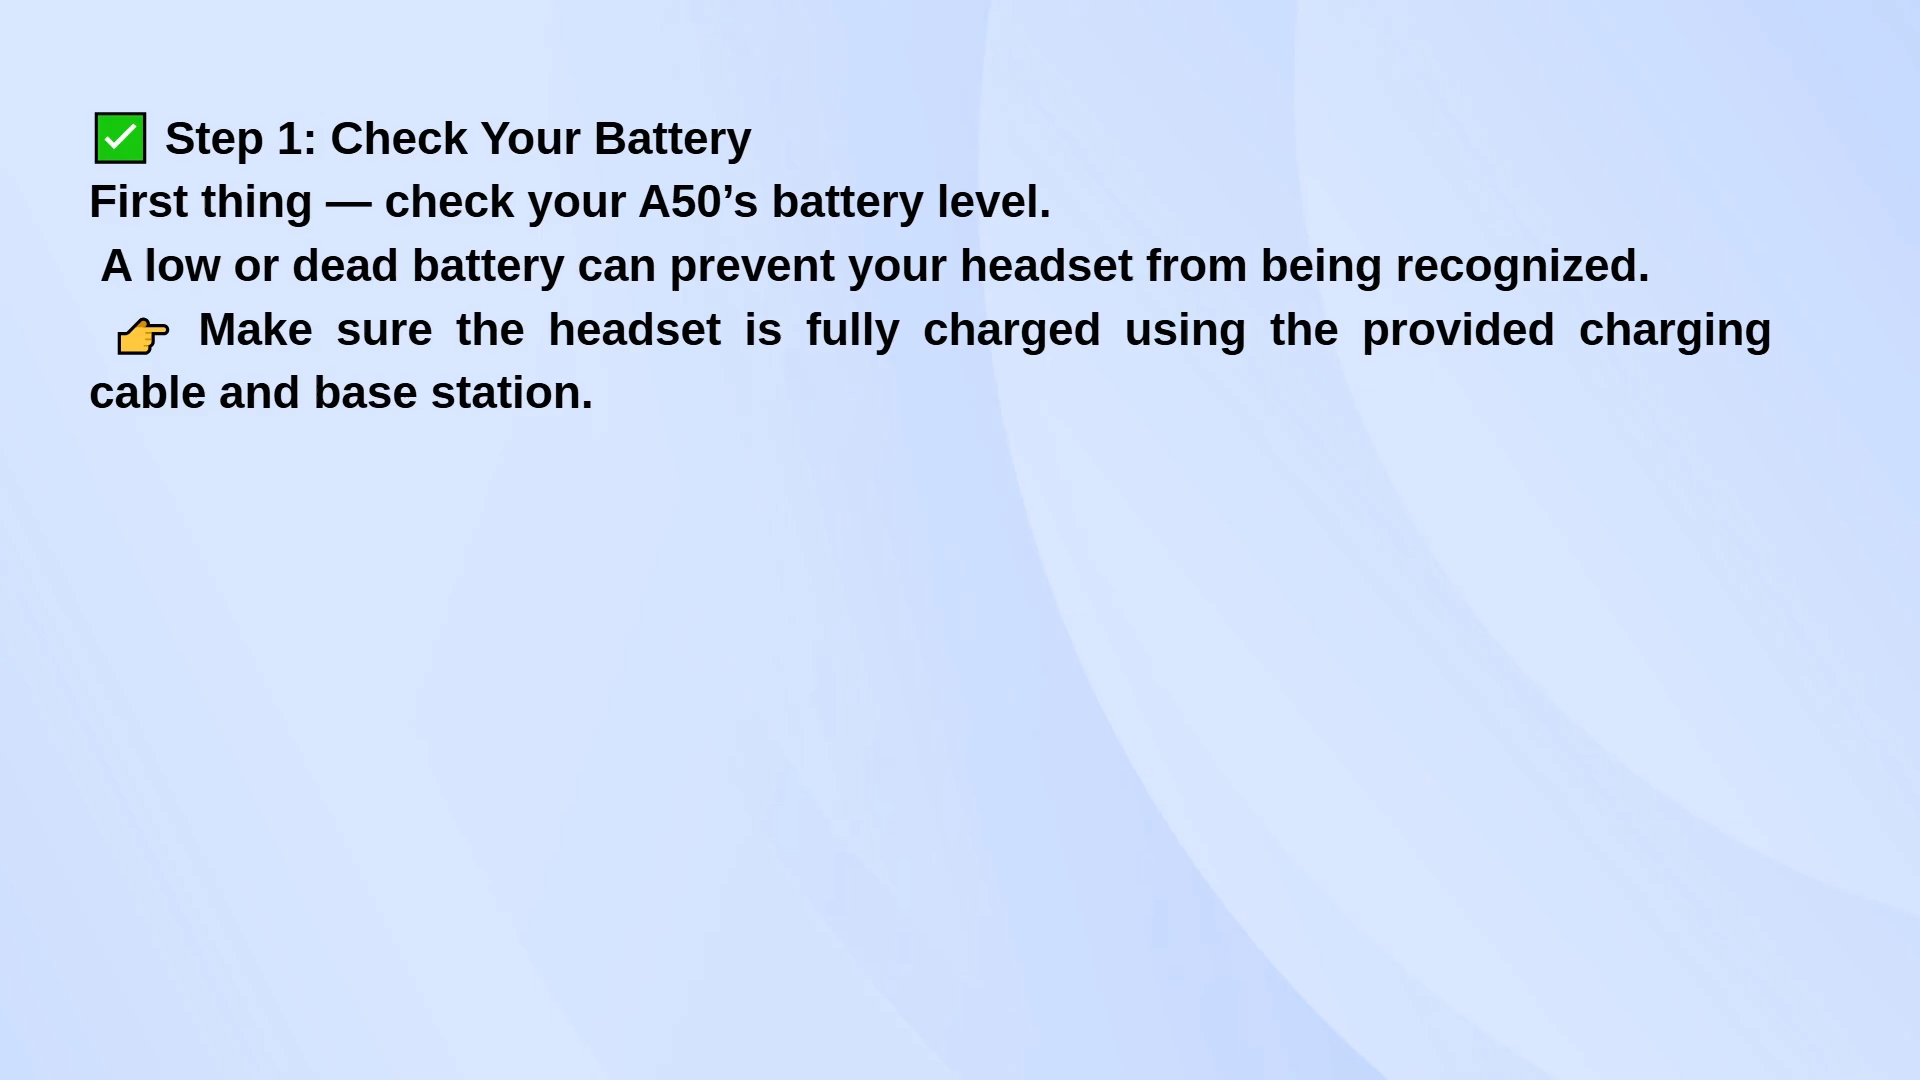 ✅ Step 1: Check Your Battery
First thing — check your A50’s battery level.
A low or dead battery can prevent your headset from being recognized.
👉 Make sure the headset is fully charged using the provided charging
cable and base station.